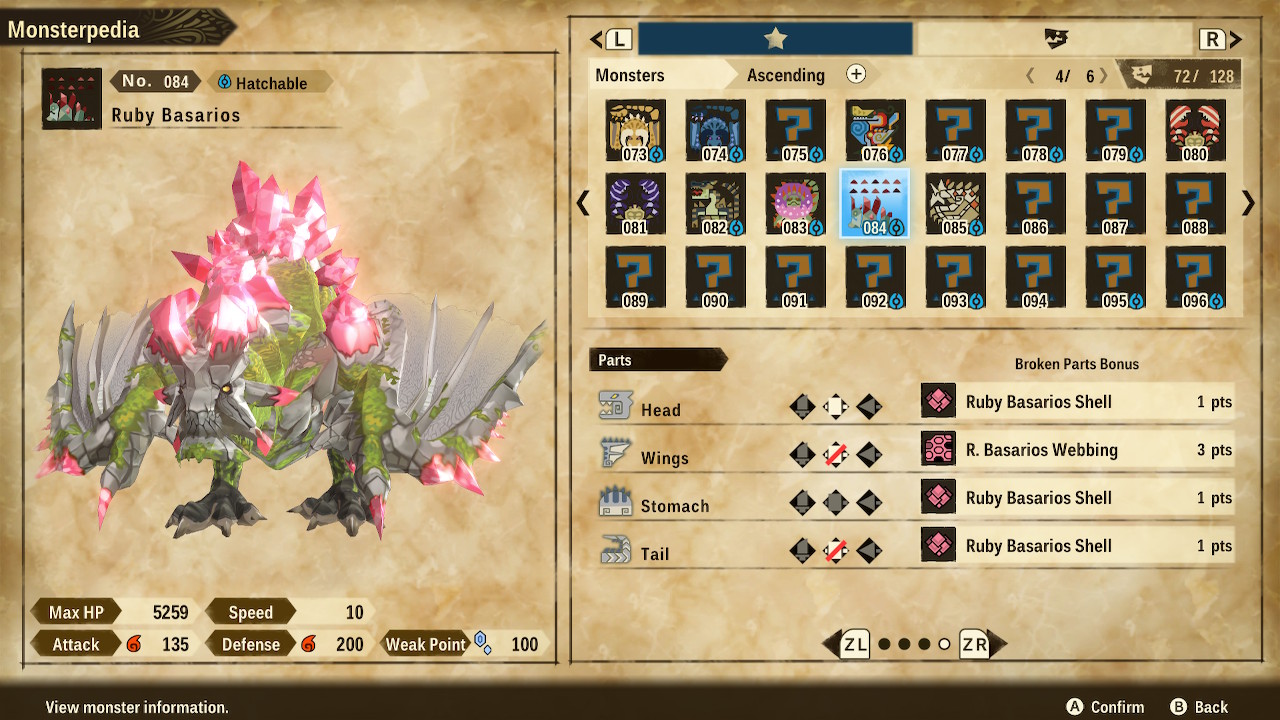 Monsterpedia
No. 084
Hatchable
Ruby Basarios
Max HP 5259
Speed 10
Attack 135
Defense 200
Weak Point 100
L
R
Monsters
Ascending
4/ 6
72/ 128
073 074 075 076 077 078 079 080
081 082 083 084 085 086 087 088
089 090 091 092 093 094 095 096
Parts
Broken Parts Bonus
Head
Ruby Basarios Shell 1 pts
Wings
R. Basarios Webbing 3 pts
Stomach
Ruby Basarios Shell 1 pts
Tail
Ruby Basarios Shell 1 pts
ZL ZR
View monster information.
A Confirm B Back